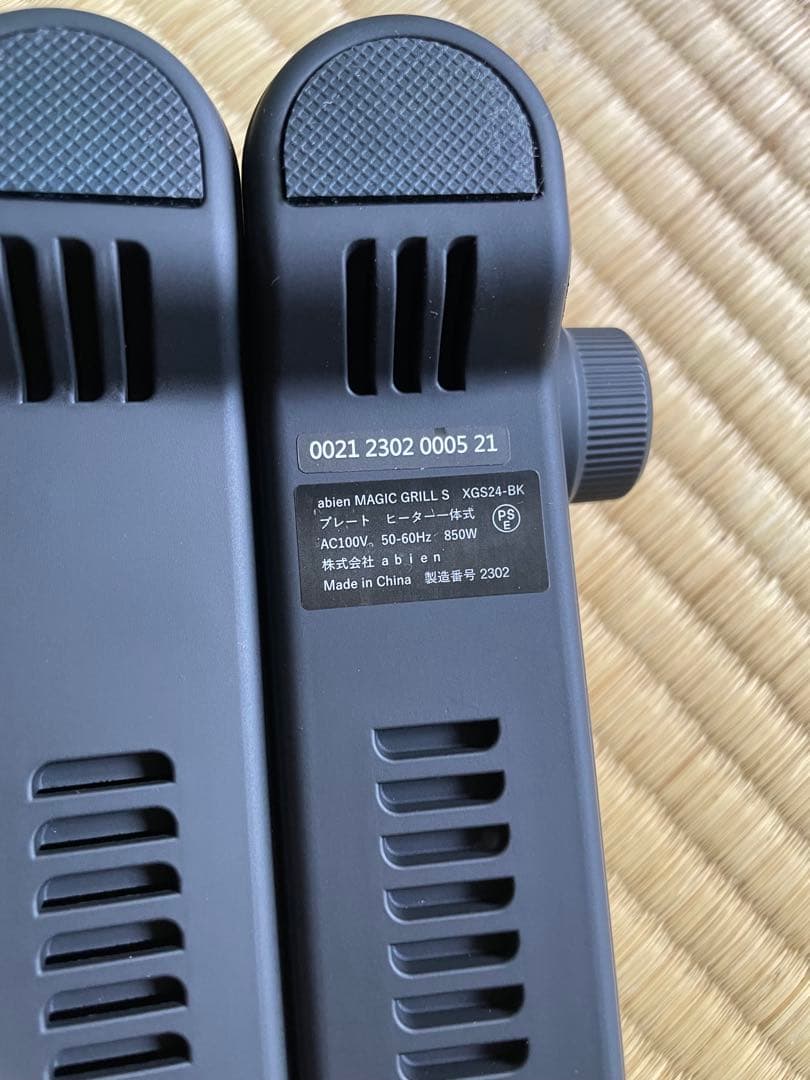 0021 2302 0005 21
abien MAGIC GRILL S XGS24-BK
プレート ヒーター一体式
PSE
AC100V、50-60Hz 850W
株式会社 abien
Made in China 製造番号 2302